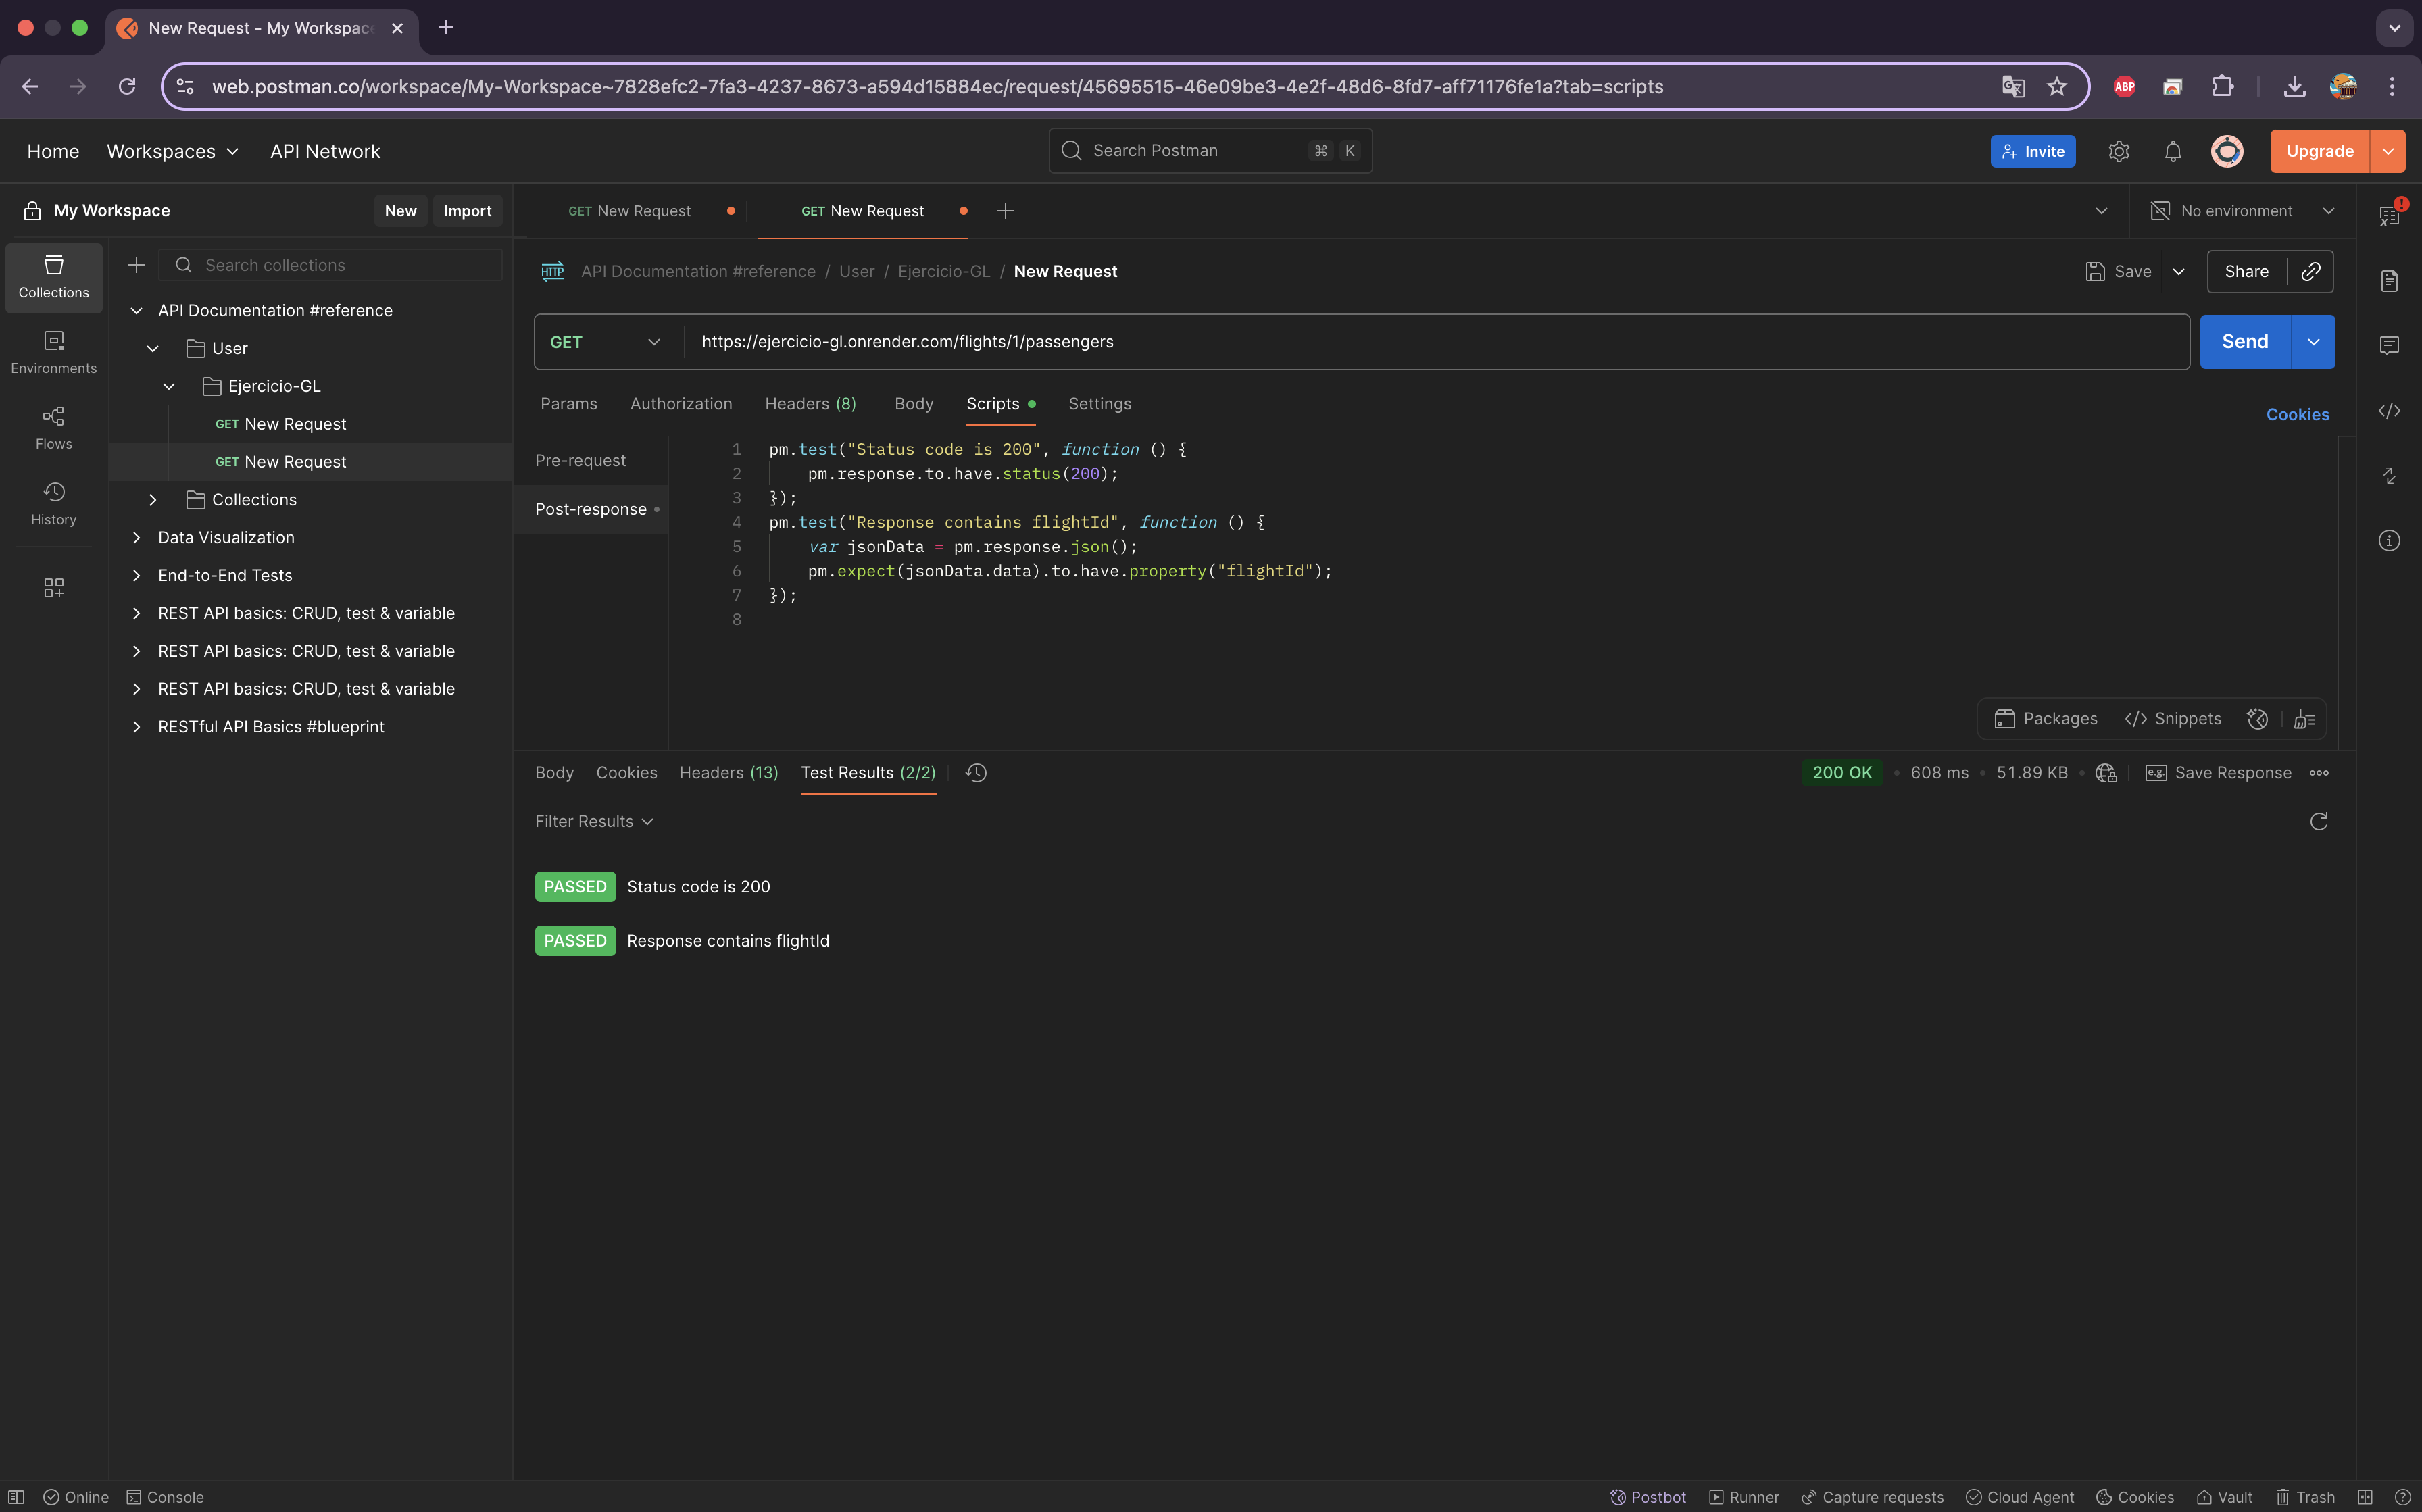 New Request - My Workspac
web.postman.co/workspace/My-Workspace~7828efc2-7fa3-4237-8673-a594d15884ec/request/45695515-46e09be3-4e2f-48d6-8fd7-aff71176fe1a?tab=scripts
ABP
Home Workspaces API Network
Search Postman ⌘ K
Invite
Upgrade
My Workspace New Import
GET New Request
GET New Request
No environment
Collections
Environments
Flows
History
Search collections
API Documentation #reference
User
Ejercicio-GL
GET New Request
GET New Request
Collections
Data Visualization
End-to-End Tests
REST API basics: CRUD, test & variable
REST API basics: CRUD, test & variable
REST API basics: CRUD, test & variable
RESTful API Basics #blueprint
HTTP API Documentation #reference / User / Ejercicio-GL / New Request
Save Share
GET https://ejercicio-gl.onrender.com/flights/1/passengers Send
Params Authorization Headers (8) Body Scripts Settings
Cookies
Pre-request
Post-response
1 pm.test("Status code is 200", function () {
2 pm.response.to.have.status(200);
3 });
4 pm.test("Response contains flightId", function () {
5 var jsonData = pm.response.json();
6 pm.expect(jsonData.data).to.have.property("flightId");
7 });
8
Packages Snippets
Body Cookies Headers (13) Test Results (2/2)
200 OK • 608 ms • 51.89 KB • e.g. Save Response
Filter Results
PASSED Status code is 200
PASSED Response contains flightId
Online Console
Postbot Runner Capture requests Cloud Agent Cookies Vault Trash